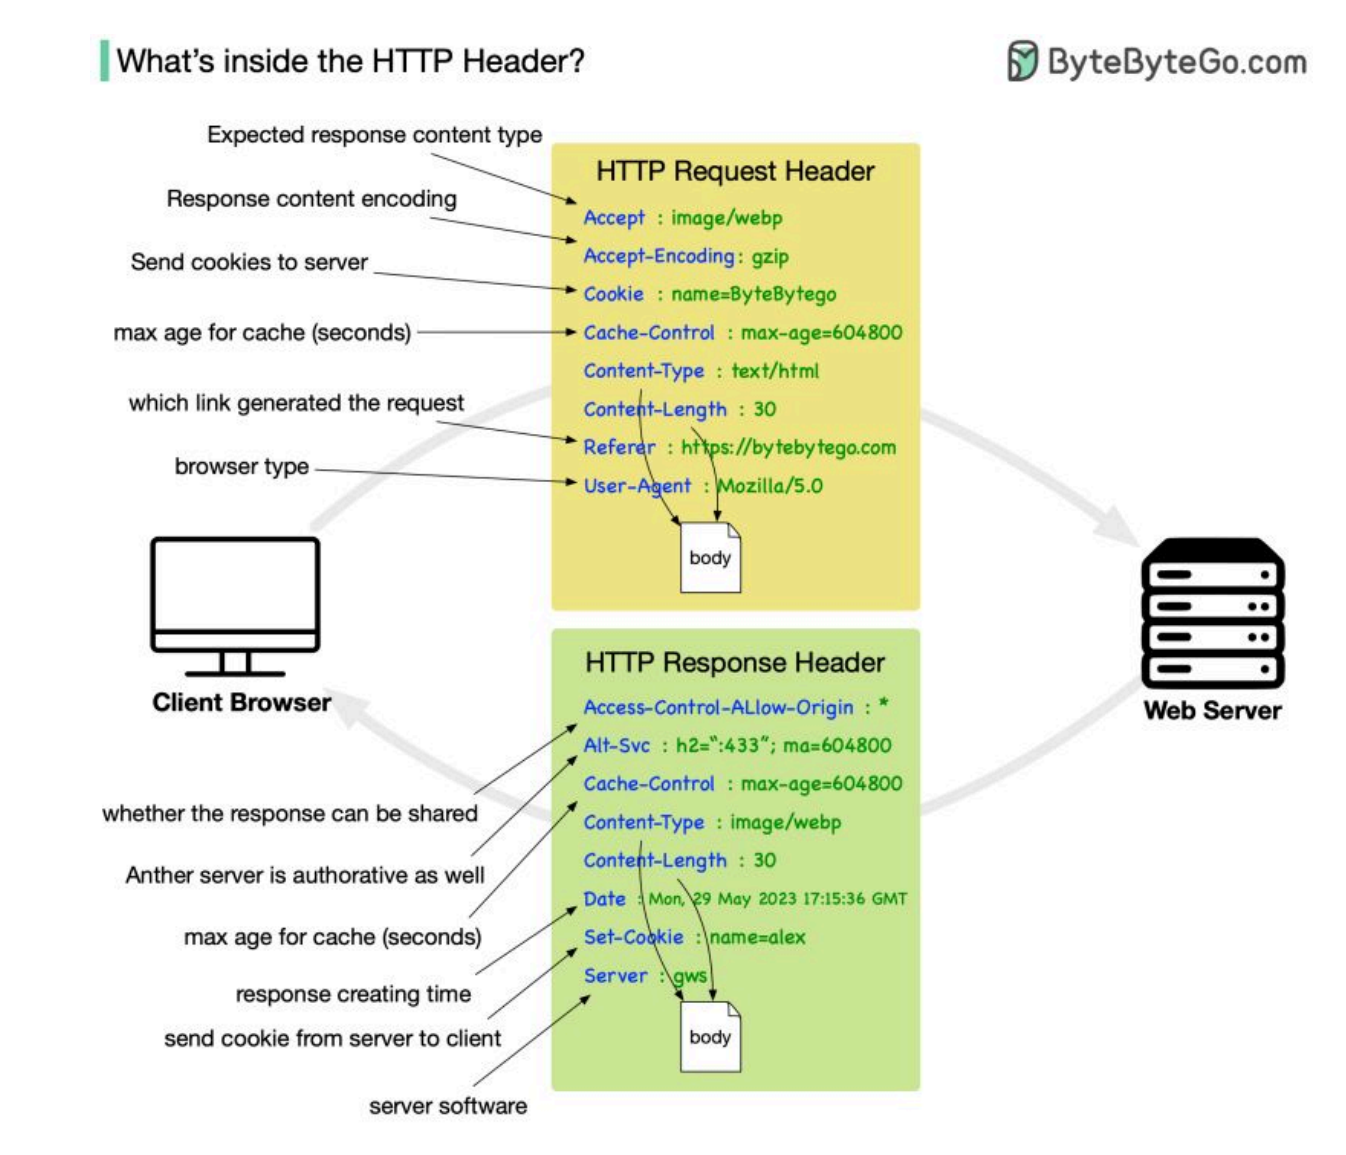 What's inside the HTTP Header?
ByteByteGo.com
Expected response content type
Response content encoding
Send cookies to server
max age for cache (seconds)
which link generated the request
browser type
HTTP Request Header
Accept : image/webp
Accept-Encoding: gzip
Cookie : name=ByteBytego
Cache-Control : max-age=604800
Content-Type : text/html
Content-Length : 30
Referer : https://bytebytego.com
User-Agent : Mozilla/5.0
body
Client Browser
Web Server
HTTP Response Header
Access-Control-ALlow-Origin : *
Alt-Svc : h2=“:433”; ma=604800
Cache-Control : max-age=604800
Content-Type : image/webp
Content-Length : 30
Date : Mon, 29 May 2023 17:15:36 GMT
Set-Cookie : name=alex
Server : gws
body
whether the response can be shared
Anther server is authorative as well
max age for cache (seconds)
response creating time
send cookie from server to client
server software